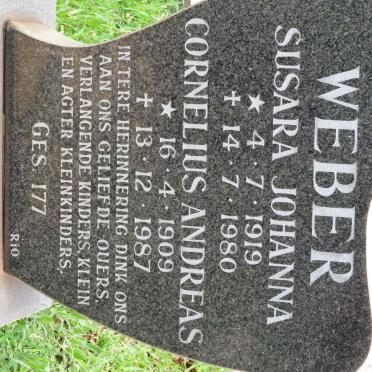 WEBER
SUSARA JOHANNA
★ 4 · 7 · 1919
✝ 14 · 7 · 1980
CORNELIUS ANDREAS
★ 16 · 4 · 1909
✝ 13 · 12 · 1987
IN TERE HERINNERING DINK ONS
AAN ONS GELIEFDE OUERS.
VERLANGENDE KINDERS, KLEIN
EN AGTER KLEINKINDERS.
GES. 177
RIO